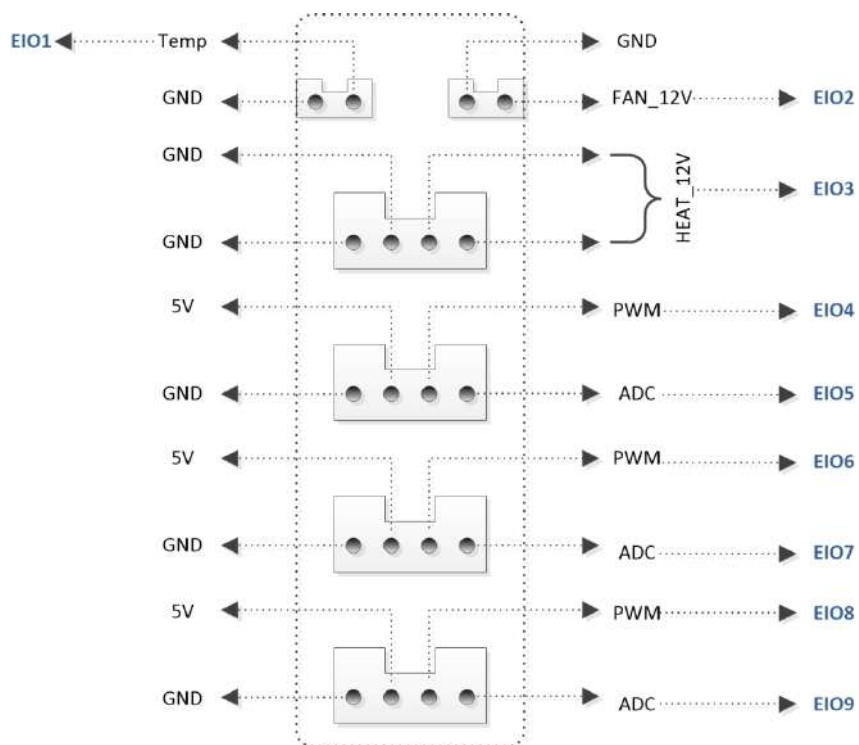 EIO1 Temp GND
GND FAN_12V EIO2
GND
HEAT_12V EIO3
GND
5V PWM EIO4
GND ADC EIO5
5V PWM EIO6
GND ADC EIO7
5V PWM EIO8
GND ADC EIO9